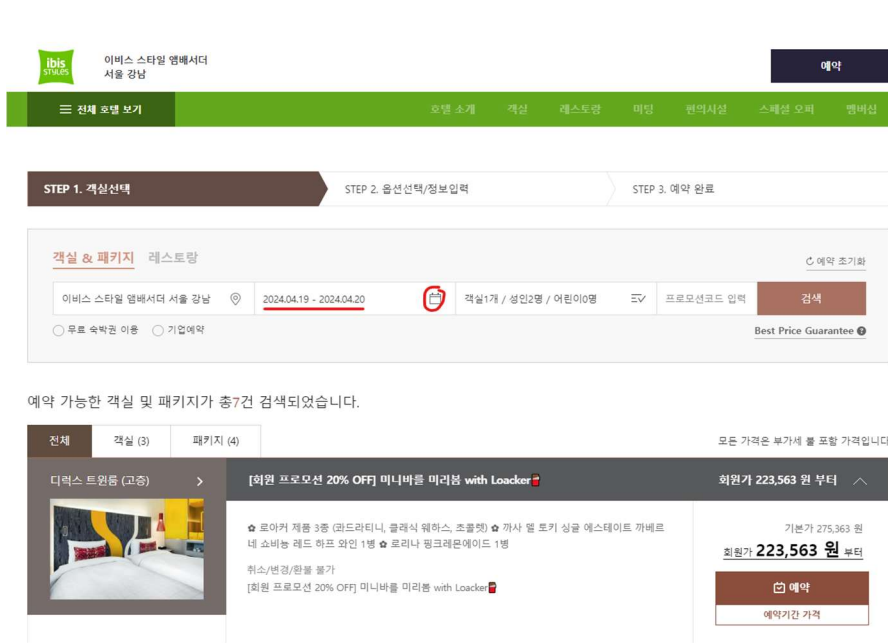 ibis
STYLES
이비스 스타일 앰배서더
서울 강남
예약
전체 호텔 보기
호텔 소개 객실 레스토랑 미팅 편의시설 스페셜 오퍼 멤버십
STEP 1. 객실선택 STEP 2. 옵션선택/정보입력 STEP 3. 예약 완료
객실 & 패키지 레스토랑
예약 초기화
이비스 스타일 앰배서더 서울 강남 2024.04.19 - 2024.04.20 객실1개 / 성인2명 / 어린이0명 프로모션코드 입력 검색
무료 숙박권 이용 기업예약 Best Price Guarantee ?
예약 가능한 객실 및 패키지가 총7건 검색되었습니다.
전체 객실 (3) 패키지 (4) 모든 가격은 부가세 불 포함 가격입니다
디럭스 트윈룸 (고층) [회원 프로모션 20% OFF] 미니바를 미리봄 with Loacker 회원가 223,563 원 부터
✿ 로아커 제품 3종 (콰드라티니, 클래식 웨하스, 초콜렛) ✿ 까사 델 토키 싱글 에스테이트 까베르
네 쇼비뇽 레드 하프 와인 1병 ✿ 로리나 핑크레몬에이드 1병
기본가 275,363 원
회원가 223,563 원 부터
취소/변경/환불 불가
[회원 프로모션 20% OFF] 미니바를 미리봄 with Loacker
예약
예약기간 가격